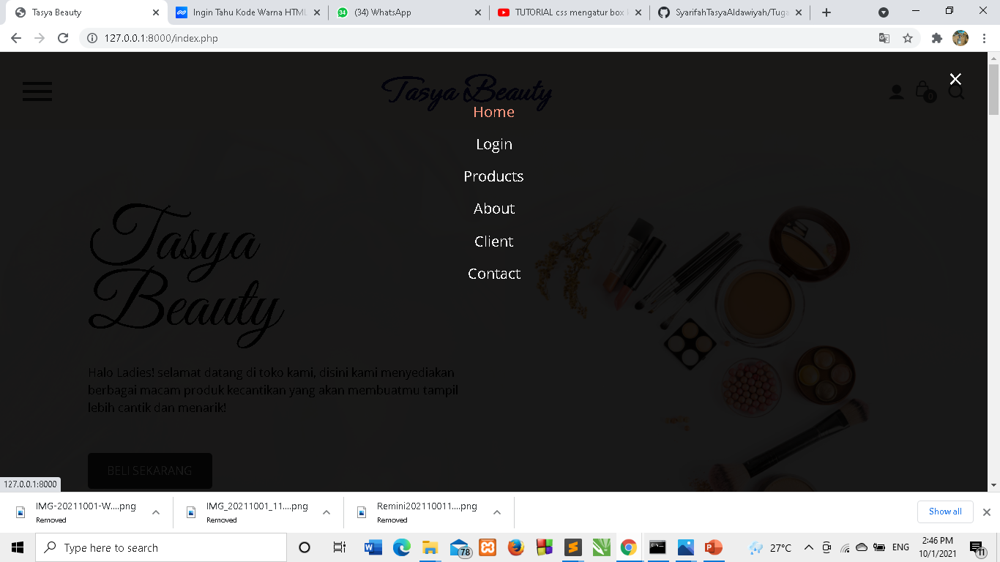 Tasya Beauty
Ingin Tahu Kode Warna HTML
34
(34) WhatsApp
TUTORIAL css mengatur box
SyarifahTasyaAldawiyah/Tuga
127.0.0.1:8000/index.php
Tasya Beauty
0
Home
Login
Products
About
Client
Contact
Tasya
Beauty
Halo Ladies! selamat datang di toko kami, disini kami menyediakan
berbagai macam produk kecantikan yang akan membuatmu tampil
lebih cantik dan menarik!
BELI SEKARANG
127.0.0.1:8000
IMG-20211001-W....png
Removed
IMG_20211001_11....png
Removed
Remini202110011....png
Removed
Show all
Type here to search
78
27°C
ENG
2:46 PM
10/1/2021
11